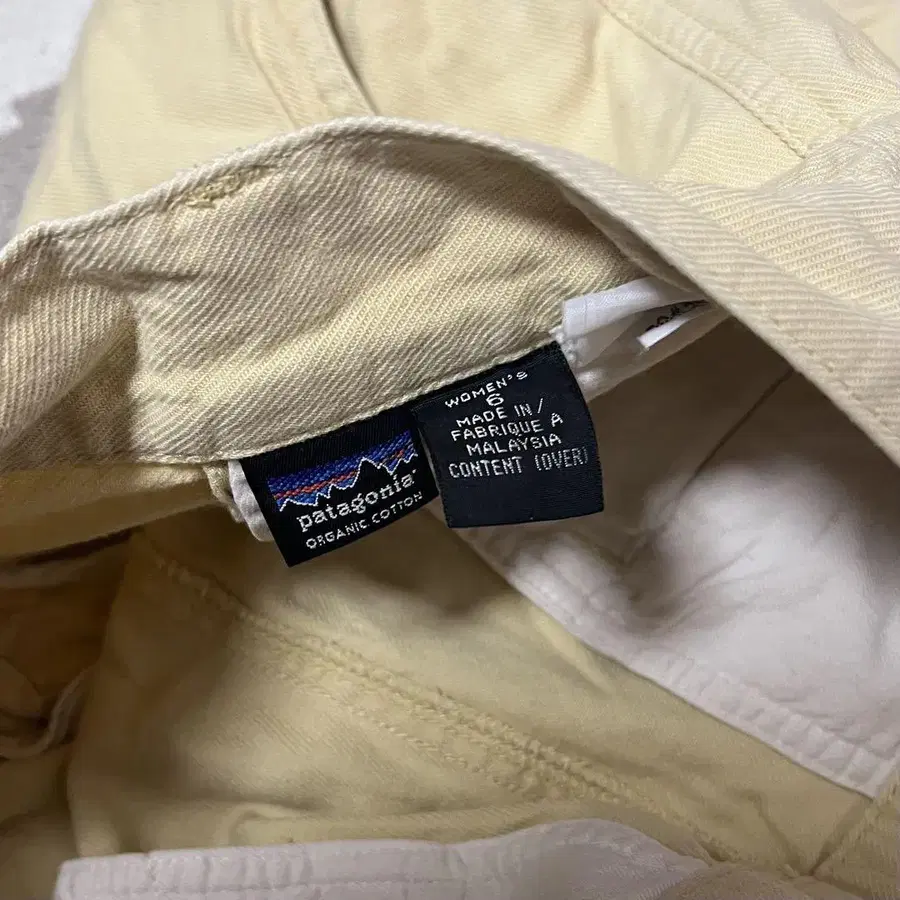 patagonia
ORGANIC COTTON
WOMEN'S
6
MADE IN/
FABRIQUE À
MALAYSIA
CONTENT (OVER)